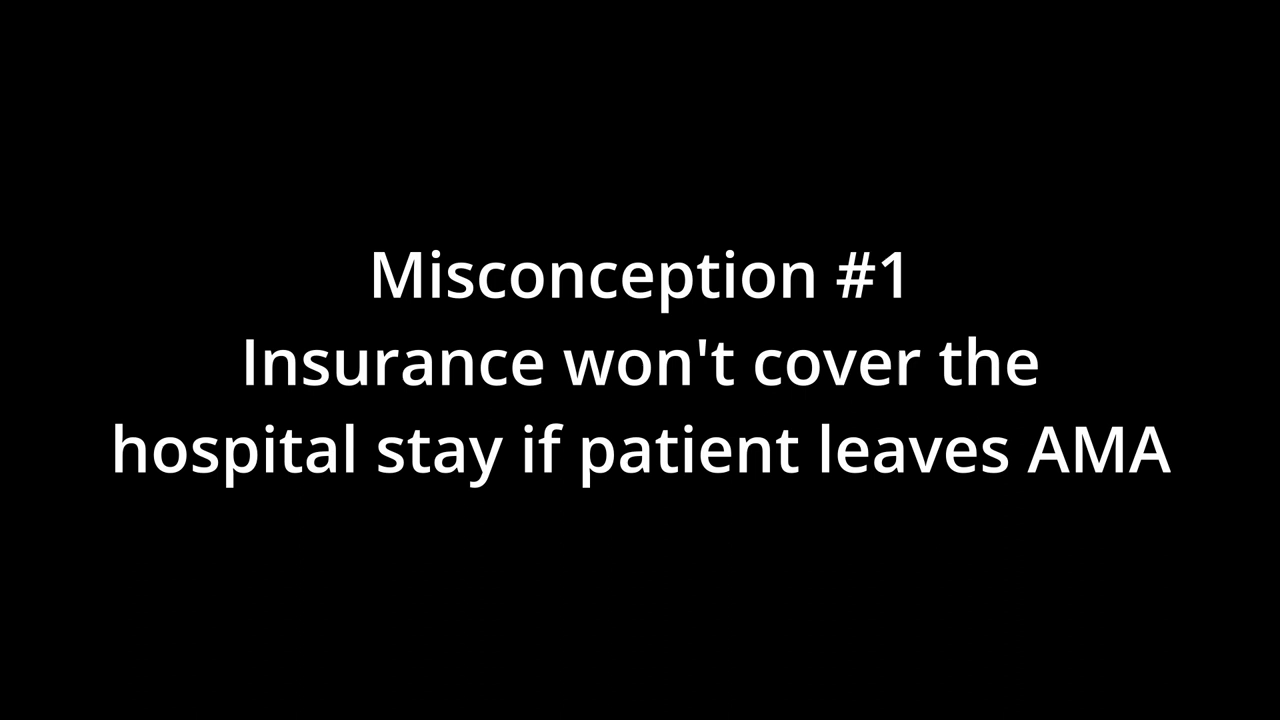 Misconception #1
Insurance won't cover the
hospital stay if patient leaves AMA